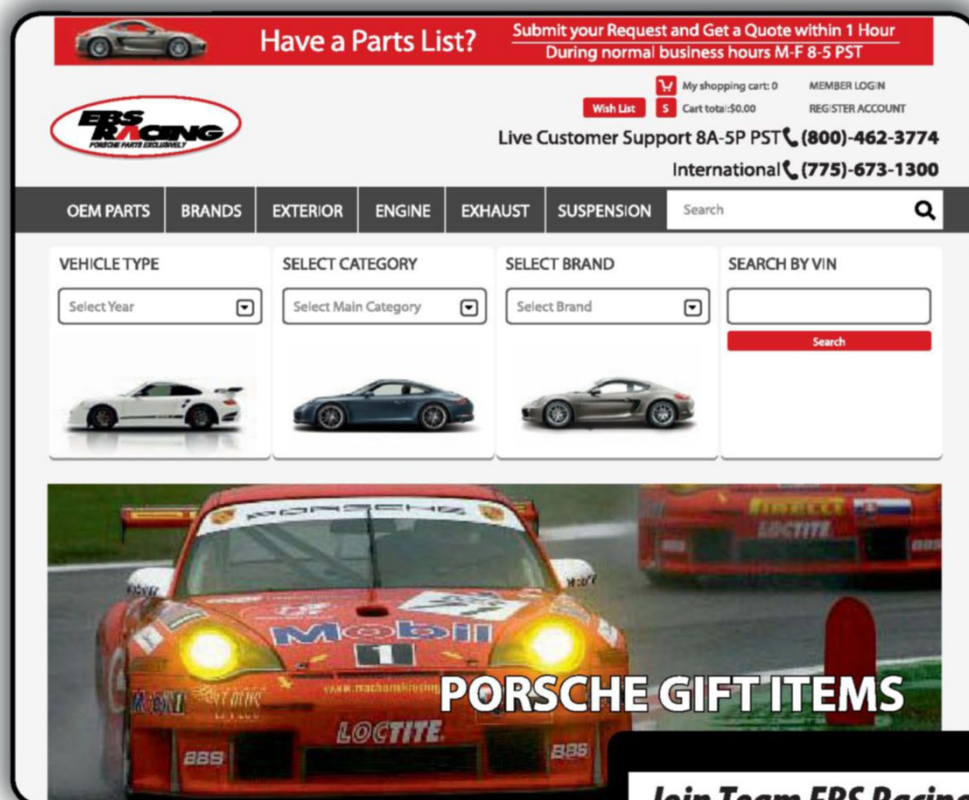 Have a Parts List?
Submit your Request and Get a Quote within 1 Hour
During normal business hours M-F 8-5 PST
My shopping cart: 0
MEMBER LOGIN
Wish List
S
Cart total:$0.00
REGISTER ACCOUNT
EBS
RACING
PORSCHE PARTS EXCLUSIVELY
Live Customer Support 8A-5P PST (800)-462-3774
International (775)-673-1300
OEM PARTS
BRANDS
EXTERIOR
ENGINE
EXHAUST
SUSPENSION
Search
VEHICLE TYPE
SELECT CATEGORY
SELECT BRAND
SEARCH BY VIN
Select Year
Select Main Category
Select Brand
Search
PORSCHE
PIRELLI
LOCTITE
BBS
Mobil
1
Mobil 1
PORSCHE GIFT ITEMS
LOCTITE
BBS
BBS
Join Team EBS Racing